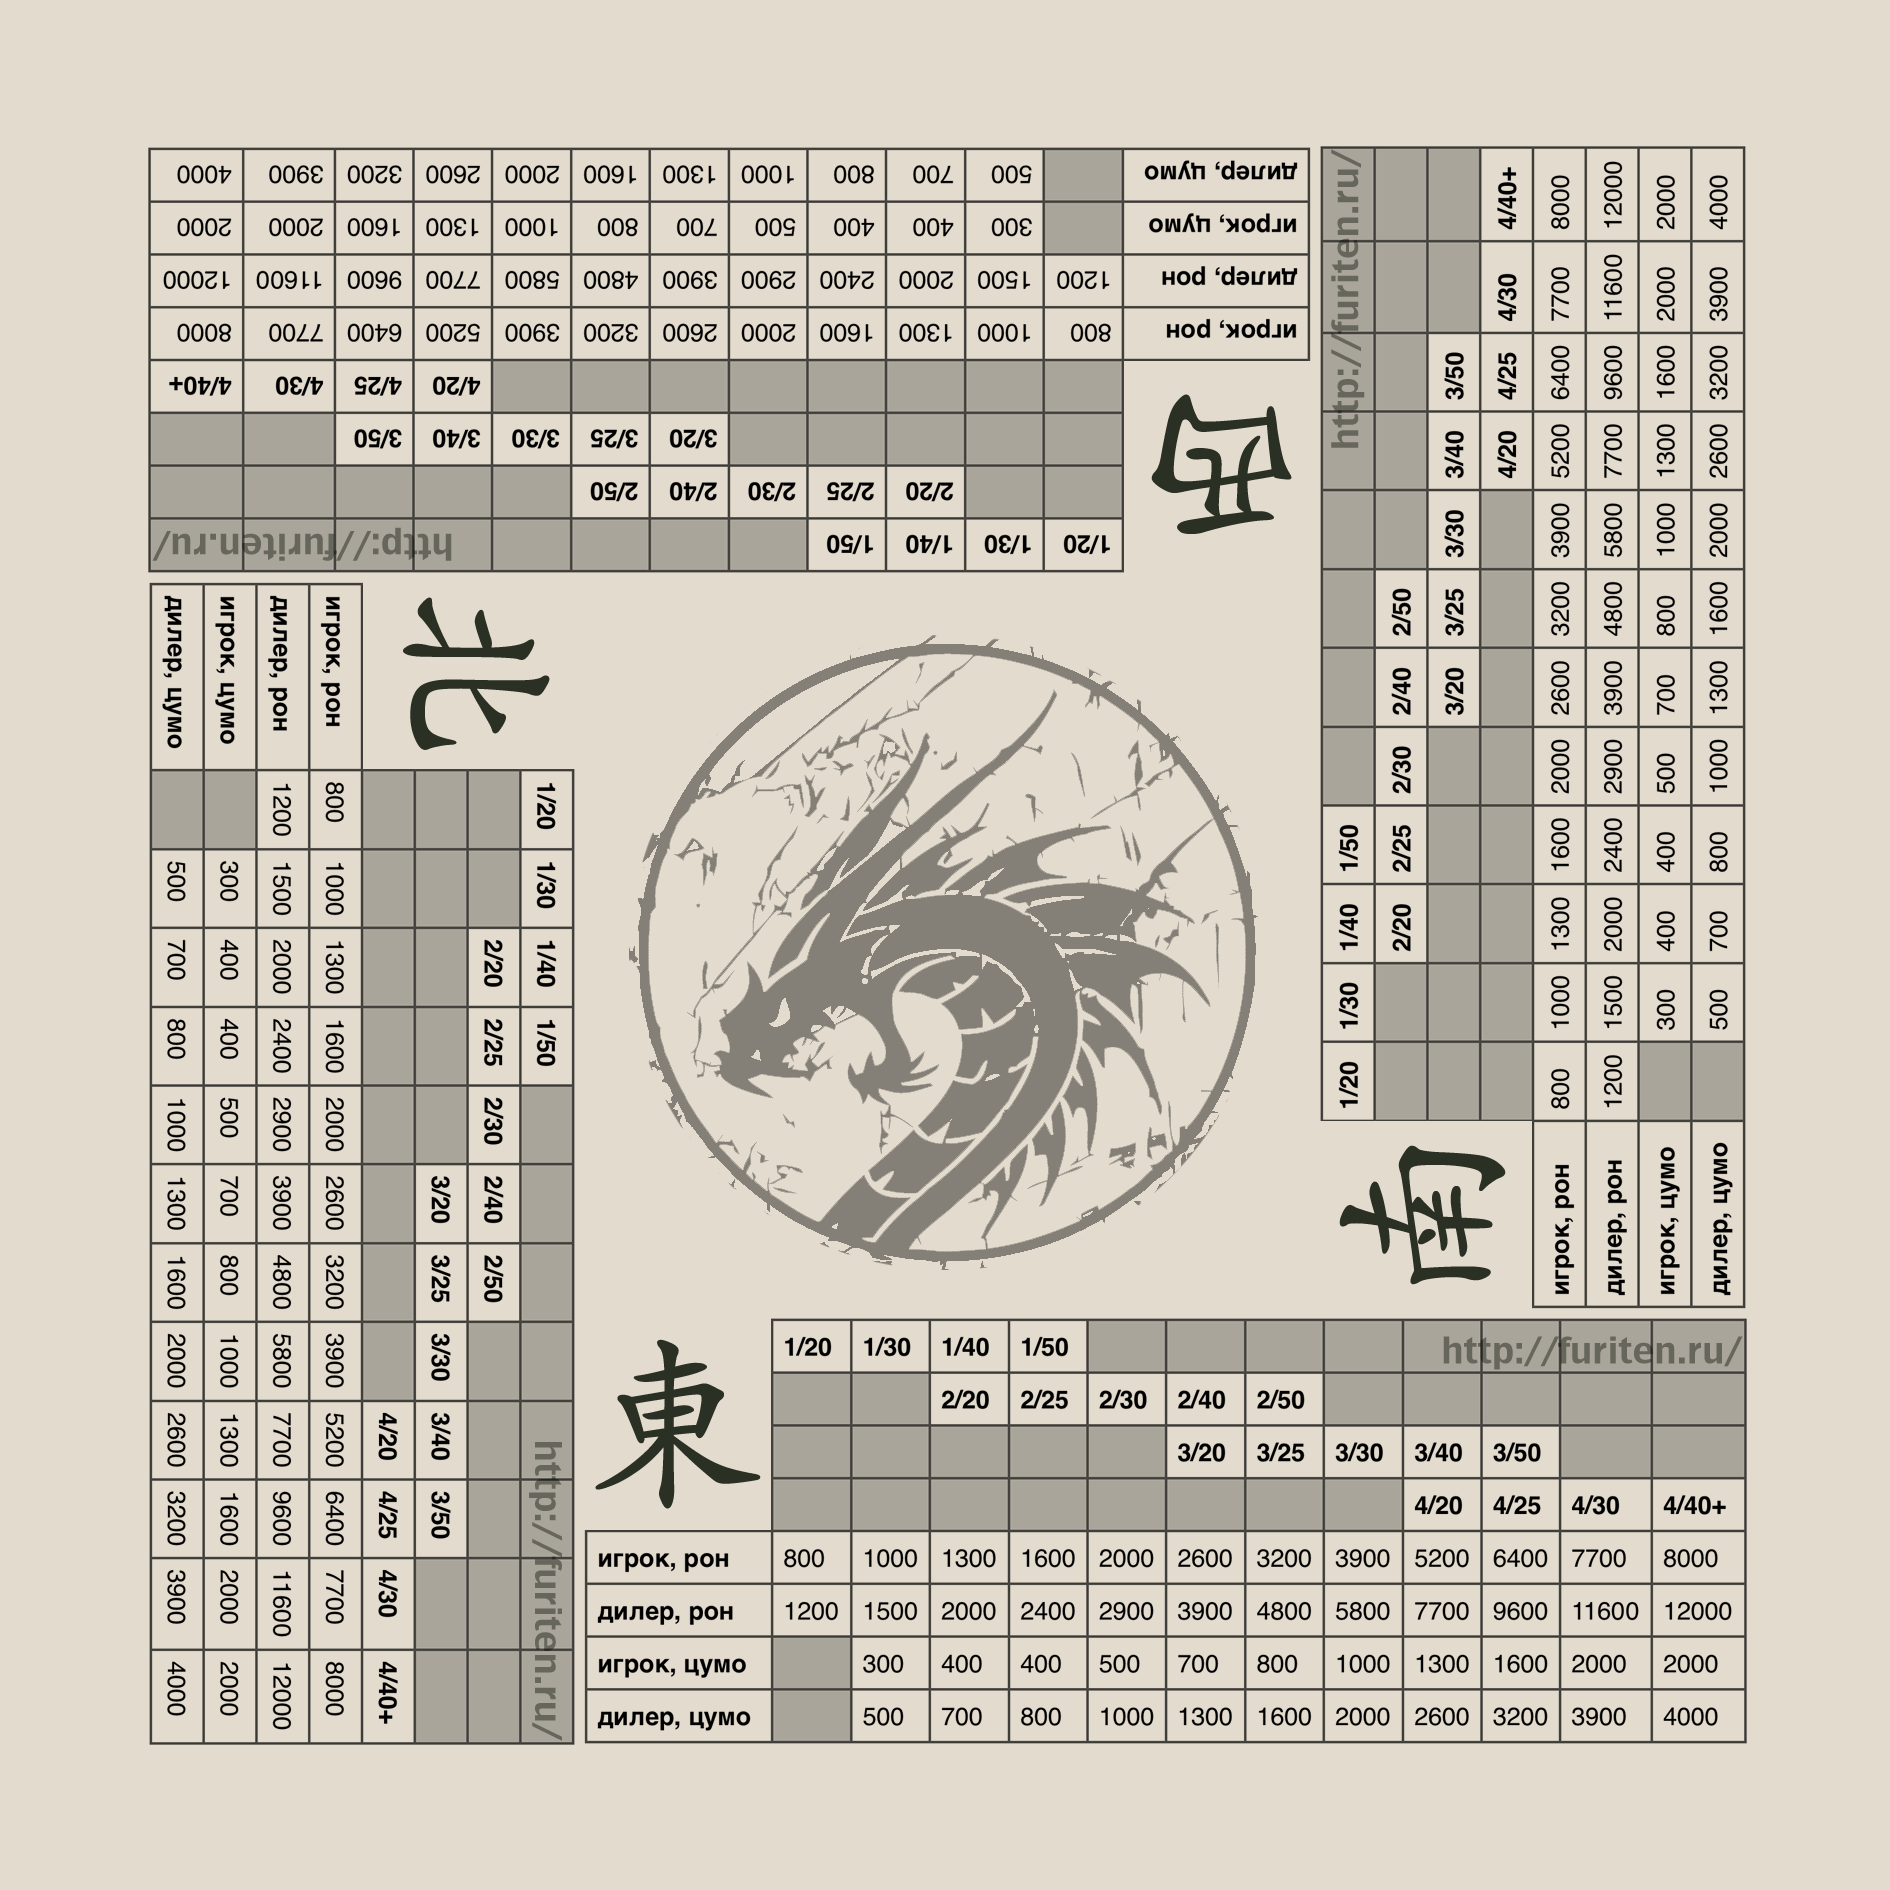 東
1/20 1/30 1/40 1/50 http://furiten.ru/
2/20 2/25 2/30 2/40 2/50
3/20 3/25 3/30 3/40 3/50
4/20 4/25 4/30 4/40+
игрок, рон 800 1000 1300 1600 2000 2600 3200 3900 5200 6400 7700 8000
дилер, рон 1200 1500 2000 2400 2900 3900 4800 5800 7700 9600 11600 12000
игрок, цумо 300 400 400 500 700 800 1000 1300 1600 2000 2000
дилер, цумо 500 700 800 1000 1300 1600 2000 2600 3200 3900 4000
南
1/20 1/30 1/40 1/50 http://furiten.ru/
2/20 2/25 2/30 2/40 2/50
3/20 3/25 3/30 3/40 3/50
4/20 4/25 4/30 4/40+
игрок, рон 800 1000 1300 1600 2000 2600 3200 3900 5200 6400 7700 8000
дилер, рон 1200 1500 2000 2400 2900 3900 4800 5800 7700 9600 11600 12000
игрок, цумо 300 400 400 500 700 800 1000 1300 1600 2000 2000
дилер, цумо 500 700 800 1000 1300 1600 2000 2600 3200 3900 4000
西
1/20 1/30 1/40 1/50 http://furiten.ru/
2/20 2/25 2/30 2/40 2/50
3/20 3/25 3/30 3/40 3/50
4/20 4/25 4/30 4/40+
игрок, рон 800 1000 1300 1600 2000 2600 3200 3900 5200 6400 7700 8000
дилер, рон 1200 1500 2000 2400 2900 3900 4800 5800 7700 9600 11600 12000
игрок, цумо 300 400 400 500 700 800 1000 1300 1600 2000 2000
дилер, цумо 500 700 800 1000 1300 1600 2000 2600 3200 3900 4000
北
1/20 1/30 1/40 1/50 http://furiten.ru/
2/20 2/25 2/30 2/40 2/50
3/20 3/25 3/30 3/40 3/50
4/20 4/25 4/30 4/40+
игрок, рон 800 1000 1300 1600 2000 2600 3200 3900 5200 6400 7700 8000
дилер, рон 1200 1500 2000 2400 2900 3900 4800 5800 7700 9600 11600 12000
игрок, цумо 300 400 400 500 700 800 1000 1300 1600 2000 2000
дилер, цумо 500 700 800 1000 1300 1600 2000 2600 3200 3900 4000